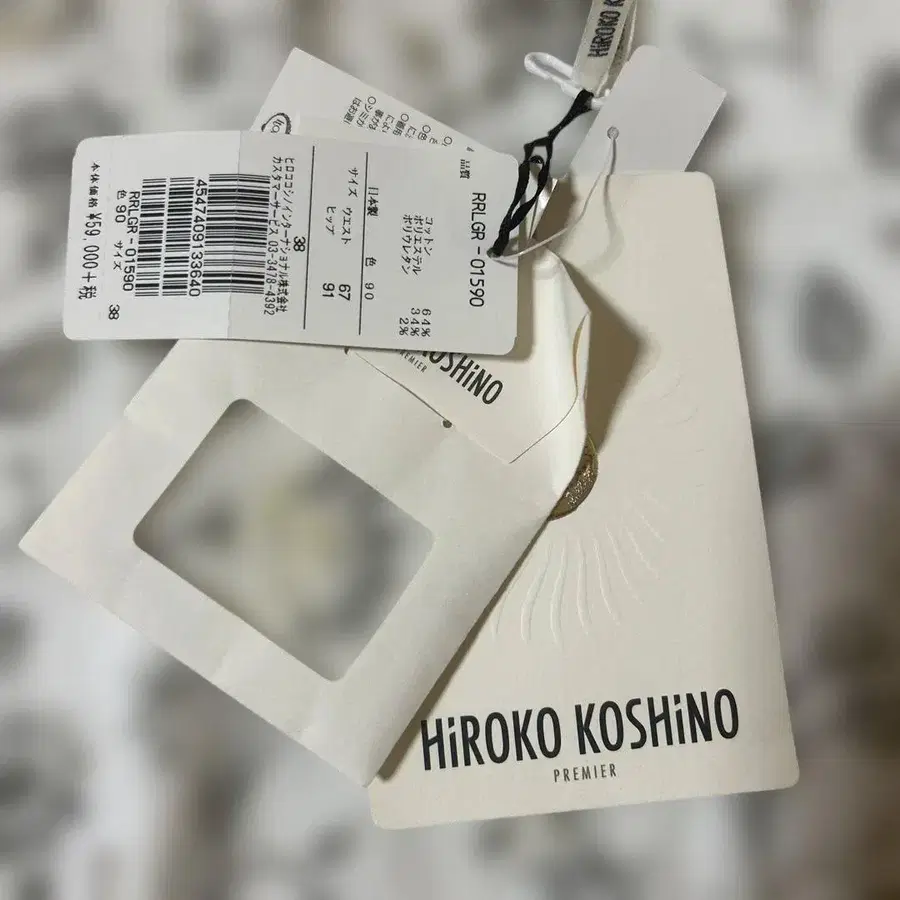 HiROKO K
品質
RRLGR - 01590
コットン 64%
ポリエステル 34%
ポリウレタン 2%
日本製 色 90
サイズ ウエスト 67
ヒップ 91
38
ヒロココシノインターナショナル株式会社
カスタマーサービス 03-3478-4392
4547409133640
RRLGR - 01590
色 90 サイズ 38
本体価格 ¥59,000+税
KOSHiNO
PREMIER
HiROKO KOSHiNO
PREMIER